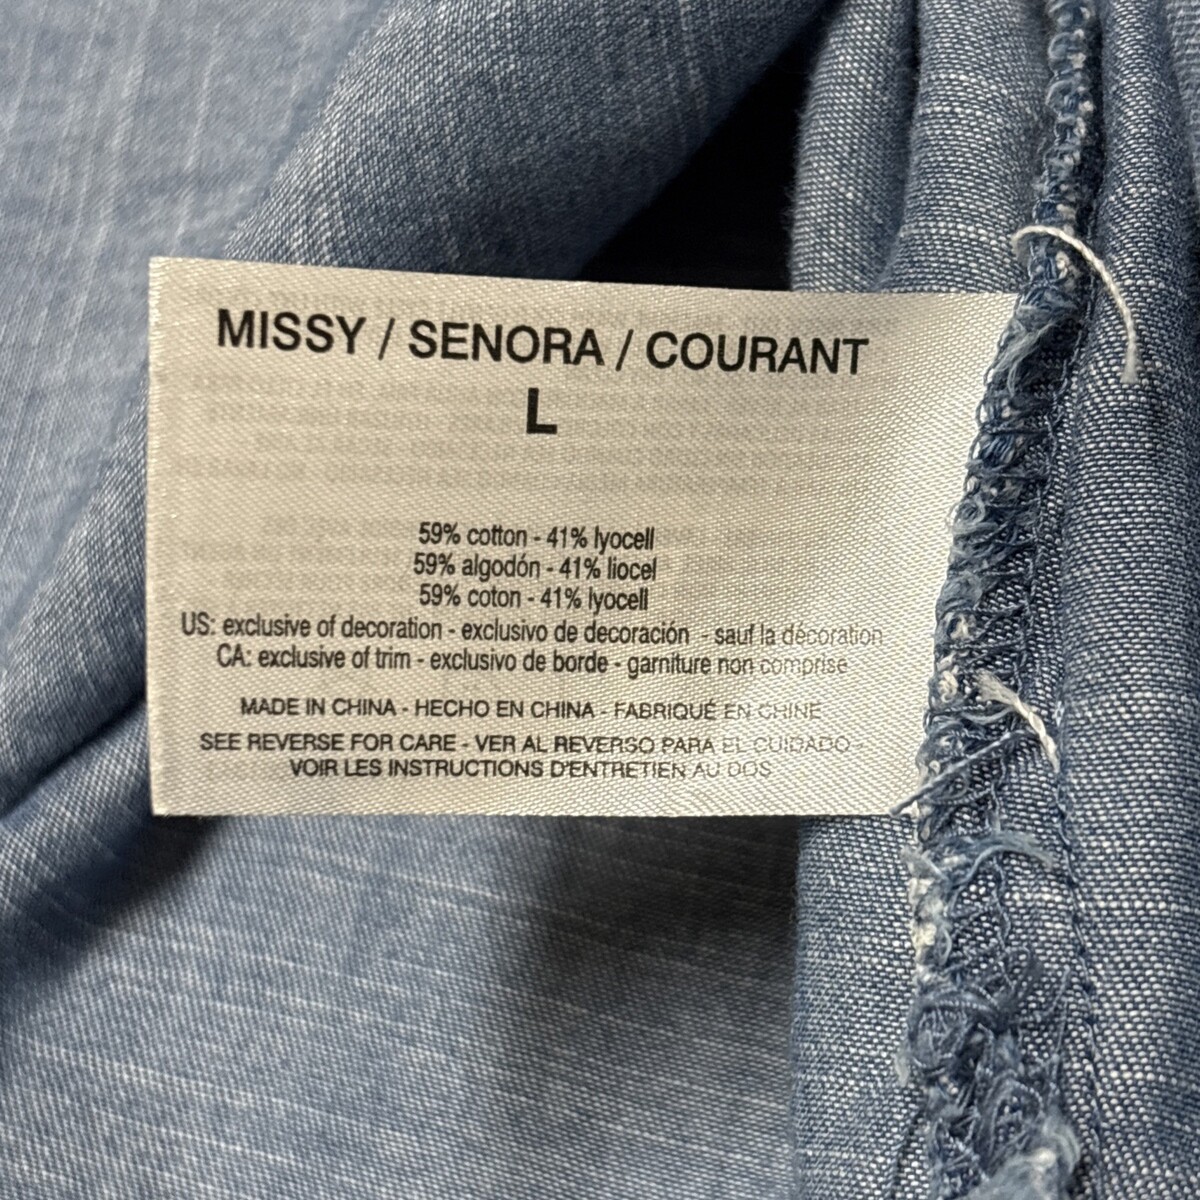 MISSY / SENORA / COURANT
L
59% cotton - 41% lyocell
59% algodón - 41% liocel
59% coton - 41% lyocell
US: exclusive of decoration - exclusivo de decoración - sauf la décoration
CA: exclusive of trim - exclusivo de borde - garniture non comprise
MADE IN CHINA - HECHO EN CHINA - FABRIQUÉ EN CHINE
SEE REVERSE FOR CARE - VER AL REVERSO PARA EL CUIDADO -
VOIR LES INSTRUCTIONS D'ENTRETIEN AU DOS